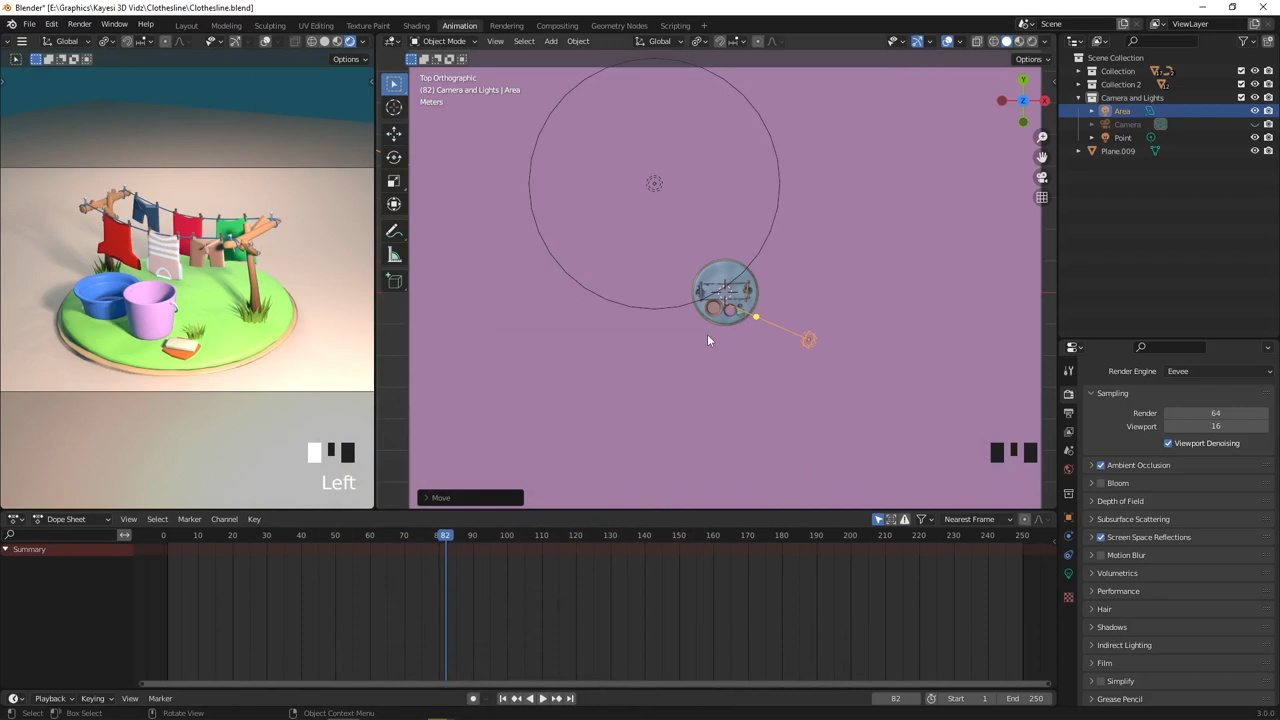 Blender* [E:\Graphics\Kayesi 3D Vidz\Clothesline\Clothesline.blend]
File Edit Render Window Help Layout Modeling Sculpting UV Editing Texture Paint Shading Animation Rendering Compositing Geometry Nodes Scripting + Scene ViewLayer
Global Object Mode View Select Add Object Global
Options Options
Top Orthographic
(82) Camera and Lights | Area
Meters
Y
Z X
Scene Collection
Collection 17 2
Collection 2 12
Camera and Lights
Area
Camera
Point
Plane.009
Render Engine Eevee
Sampling
Render 64
Viewport 16
Viewport Denoising
Ambient Occlusion
Bloom
Depth of Field
Subsurface Scattering
Screen Space Reflections
Motion Blur
Volumetrics
Performance
Hair
Shadows
Indirect Lighting
Film
Simplify
Grease Pencil
Left
Move
Dope Sheet View Select Marker Channel Key Nearest Frame
0 10 20 30 40 50 60 70 8 82 90 100 110 120 130 140 150 160 170 180 190 200 210 220 230 240 250
Summary
Playback Keying View Marker 82 Start 1 End 250
Select Box Select Rotate View Object Context Menu 3.0.0